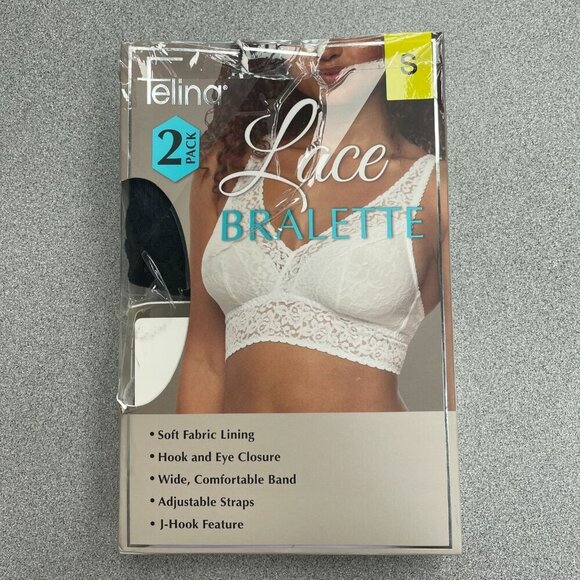 Felina®
S
2 PACK
Lace
BRALETTE
• Soft Fabric Lining
• Hook and Eye Closure
• Wide, Comfortable Band
• Adjustable Straps
• J-Hook Feature